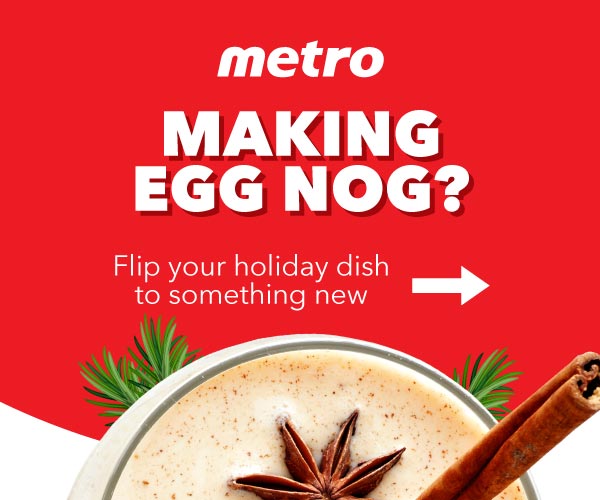 metro
MAKING
EGG NOG?
Flip your holiday dish
to something new